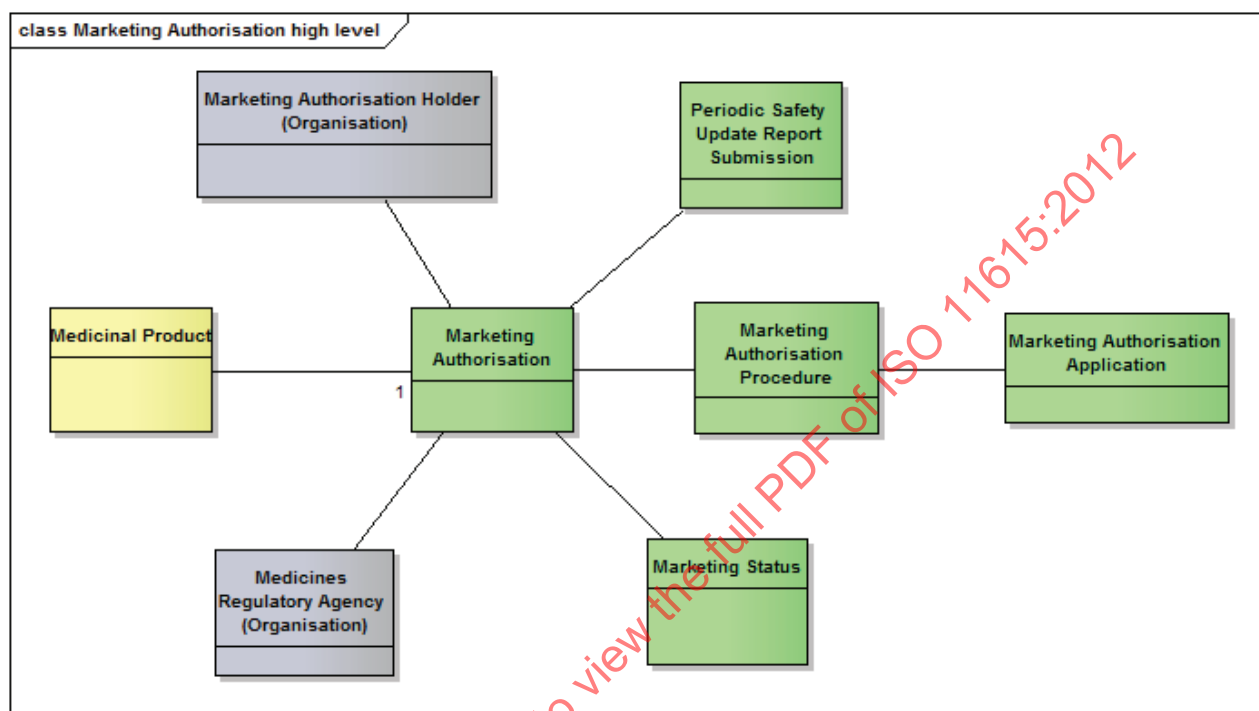 class Marketing Authorisation high level
Marketing Authorisation Holder
(Organisation)
Periodic Safety
Update Report
Submission
Medicinal Product
1
Marketing
Authorisation
Marketing
Authorisation
Procedure
Marketing Authorisation
Application
Medicines
Regulatory Agency
(Organisation)
Marketing Status
to view the full PDF of ISO 11615:2012